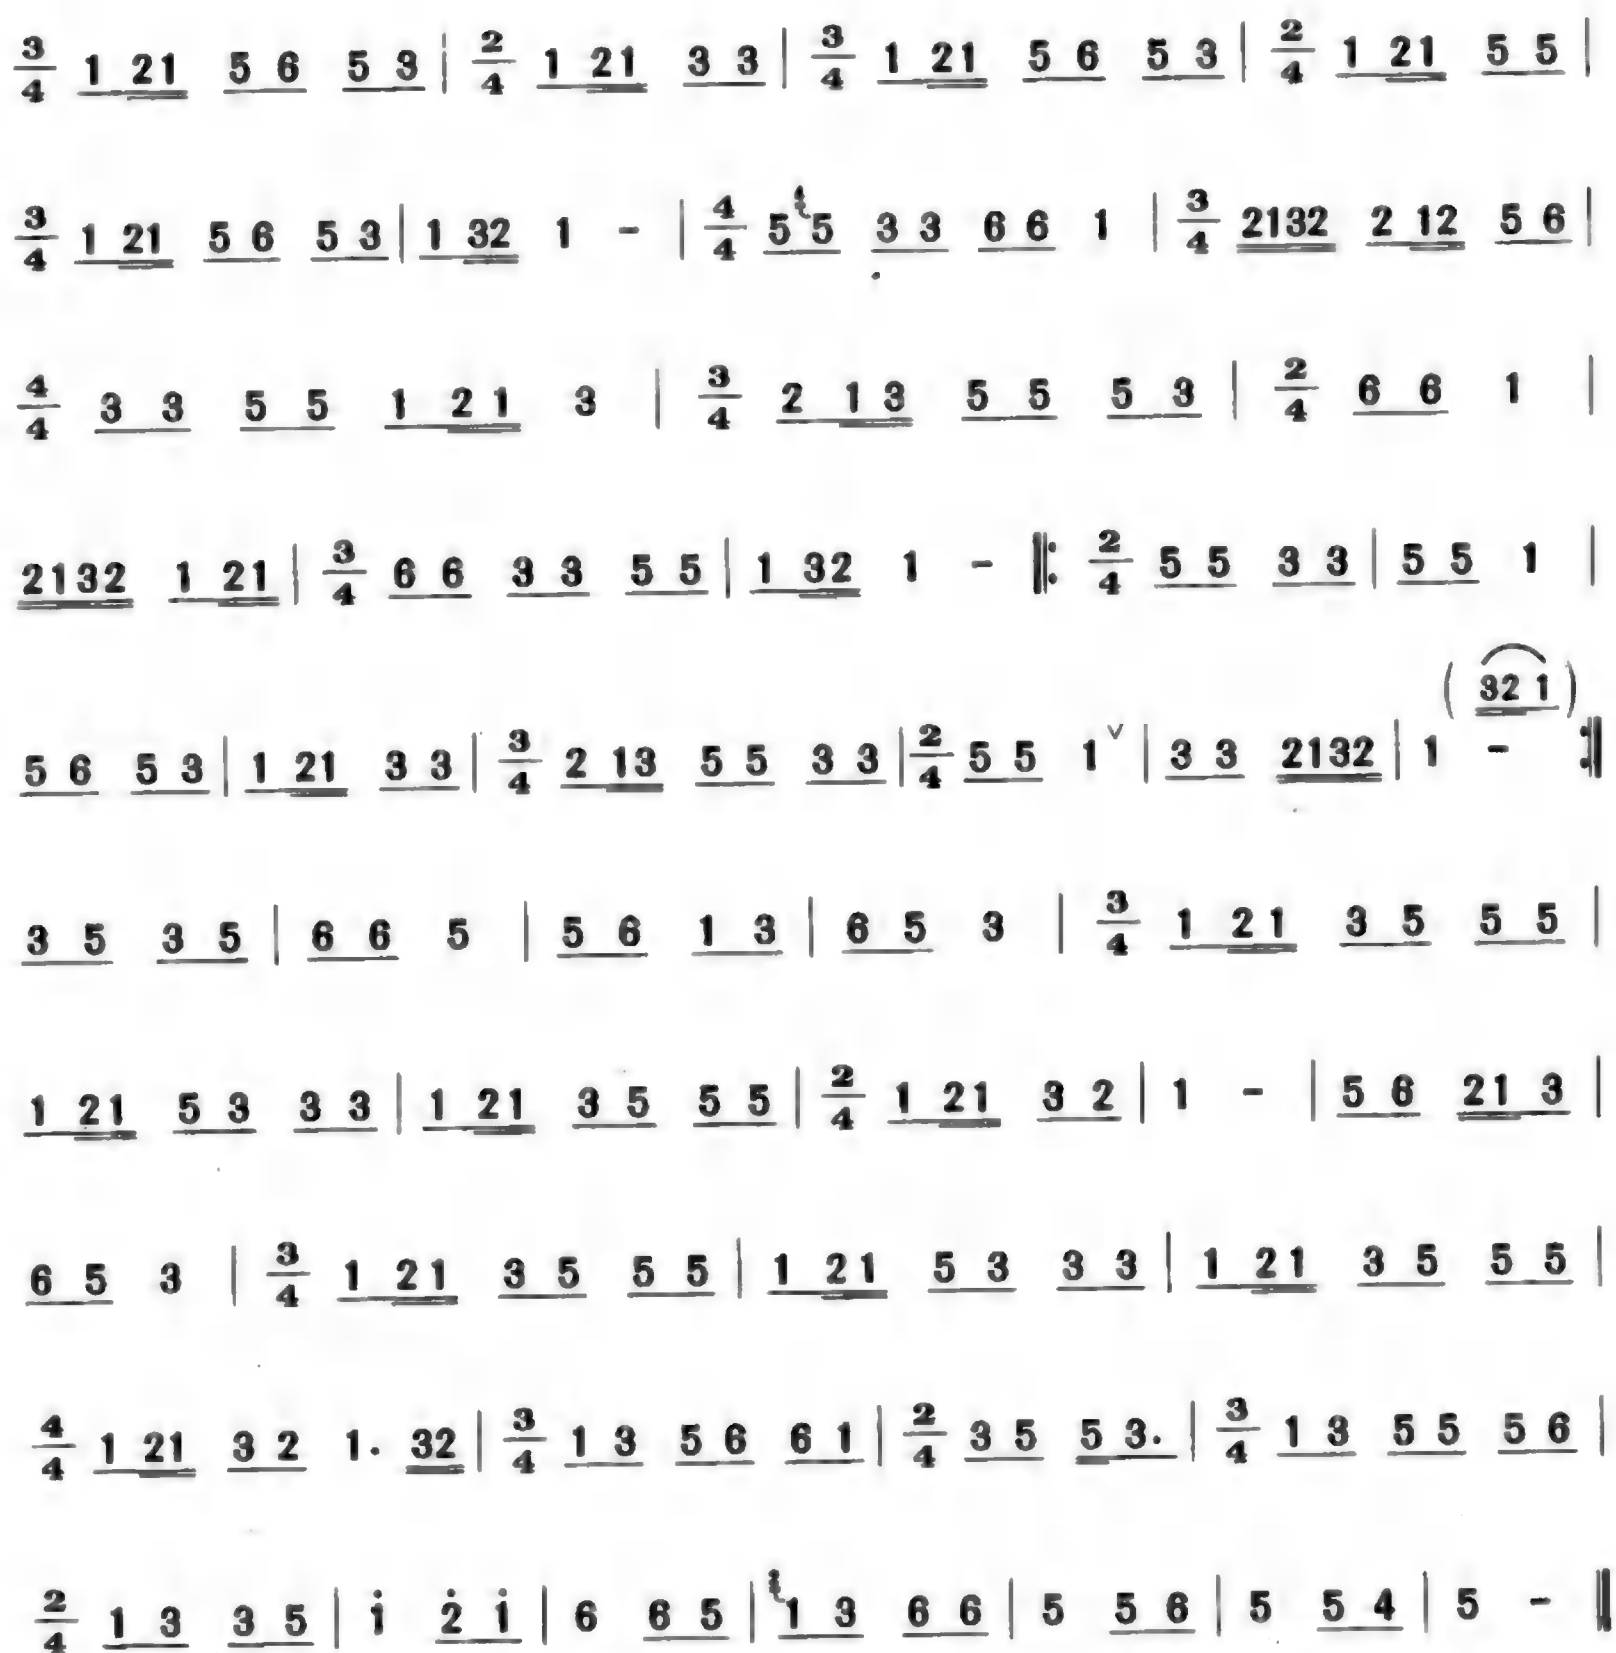 3/4 1 21 5 6 5 3 | 2/4 1 21 3 3 | 3/4 1 21 5 6 5 3 | 2/4 1 21 5 5 |
3/4 1 21 5 6 5 3 | 1 32 1 - | 4/4 5 5 3 3 6 6 1 | 3/4 2132 2 12 5 6 |
4/4 3 3 5 5 1 21 3 | 3/4 2 13 5 5 5 3 | 2/4 6 6 1 |
2132 1 21 | 3/4 6 6 3 3 5 5 | 1 32 1 - ‖: 2/4 5 5 3 3 | 5 5 1 |
( 32 1 )
5 6 5 3 | 1 21 3 3 | 3/4 2 13 5 5 3 3 | 2/4 5 5 1 ∨ | 3 3 2132 | 1 - :‖
3 5 3 5 | 6 6 5 | 5 6 1 3 | 6 5 3 | 3/4 1 21 3 5 5 5 |
1 21 5 3 3 3 | 1 21 3 5 5 5 | 2/4 1 21 3 2 | 1 - | 5 6 21 3 |
6 5 3 | 3/4 1 21 3 5 5 5 | 1 21 5 3 3 3 | 1 21 3 5 5 5 |
4/4 1 21 3 2 1. 32 | 3/4 1 3 5 6 6 1 | 2/4 3 5 5 3. | 3/4 1 3 5 5 5 6 |
2/4 1 3 3 5 | 1̇ 2̇ 1̇ | 6 6 5 | 1 3 6 6 | 5 5 6 | 5 5 4 | 5 - ‖